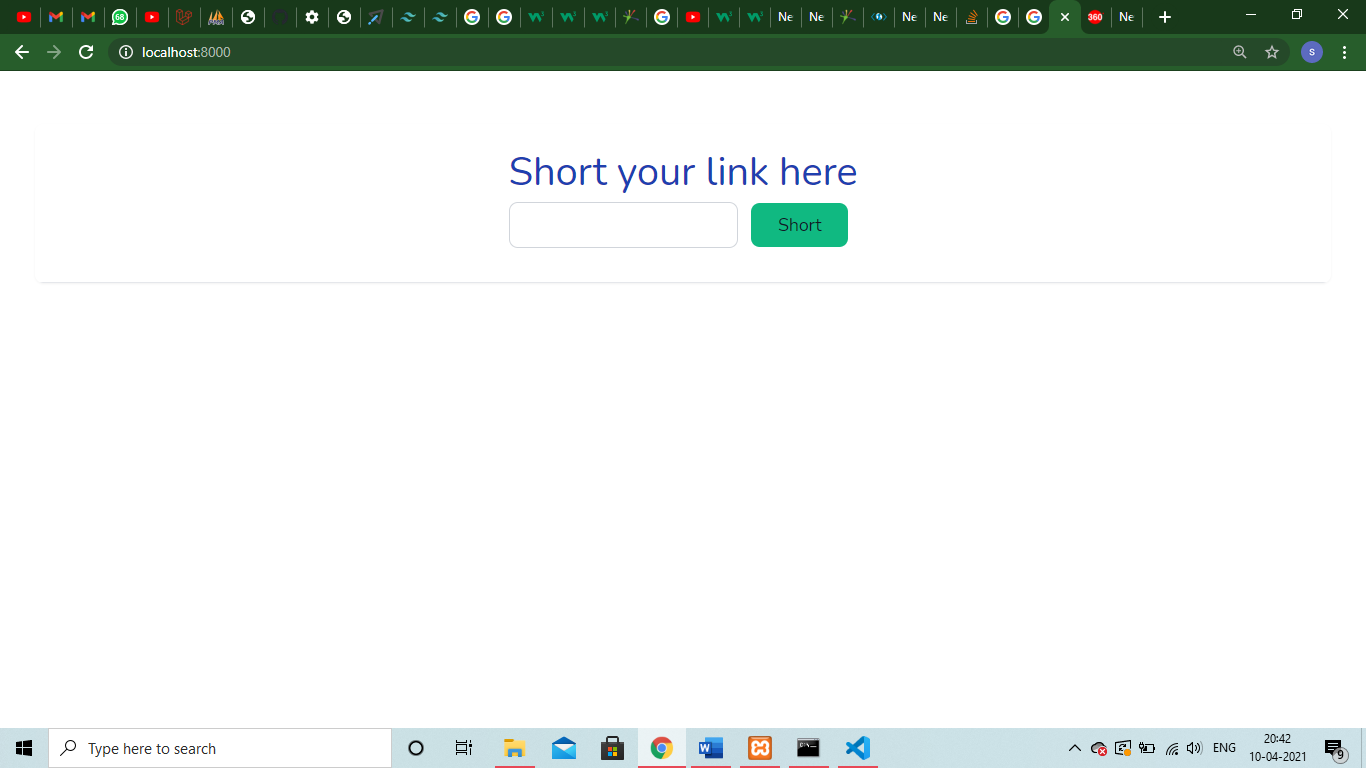 68
Ne
Ne
Ne
Ne
360
Ne
localhost:8000
s
Short your link here
Short
Type here to search
ENG
20:42
10-04-2021
9